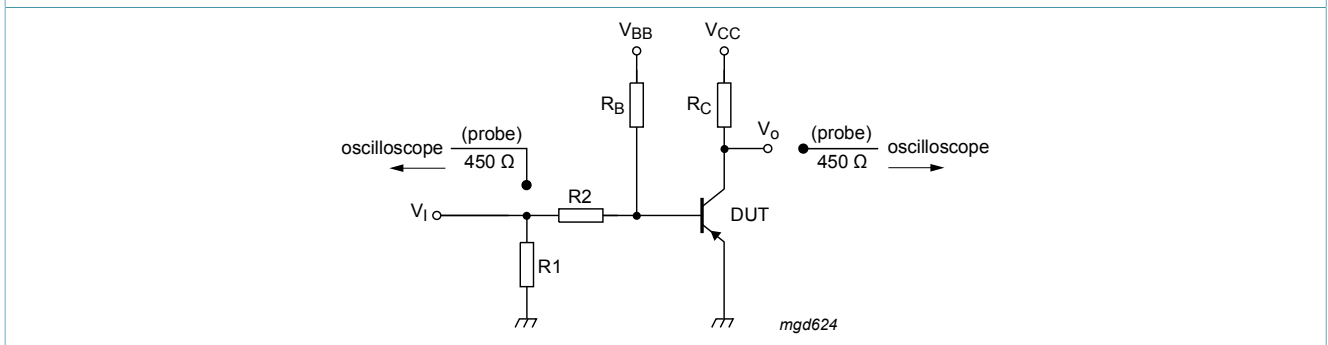 VBB VCC
RB RC
oscilloscope (probe) 450 Ω
Vo (probe) 450 Ω oscilloscope
R2
VI DUT
R1
mgd624